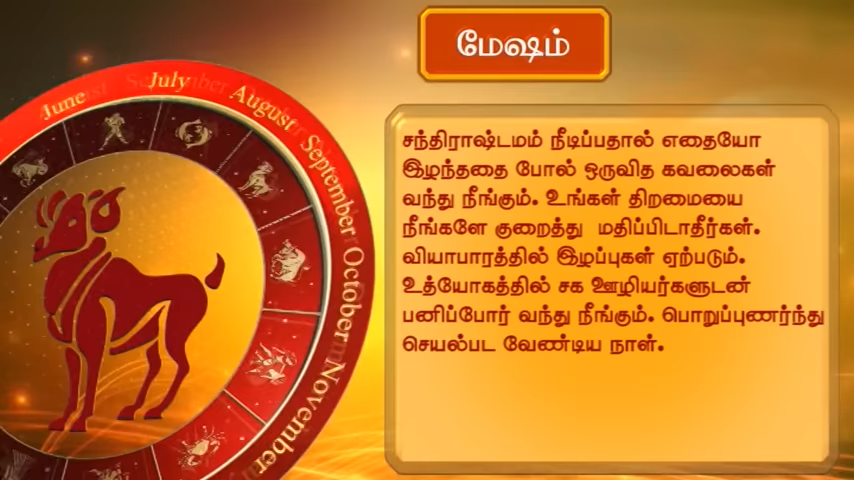 மேஷம்
June
July
August
September
October
November
சந்திராஷ்டமம் நீடிப்பதால் எதையோ
இழந்ததை போல் ஒருவித கவலைகள்
வந்து நீங்கும். உங்கள் திறமையை
நீங்களே குறைத்து மதிப்பிடாதீர்கள்.
வியாபாரத்தில் இழப்புகள் ஏற்படும்.
உத்யோகத்தில் சக ஊழியர்களுடன்
பனிப்போர் வந்து நீங்கும். பொறுப்புணர்ந்து
செயல்பட வேண்டிய நாள்.